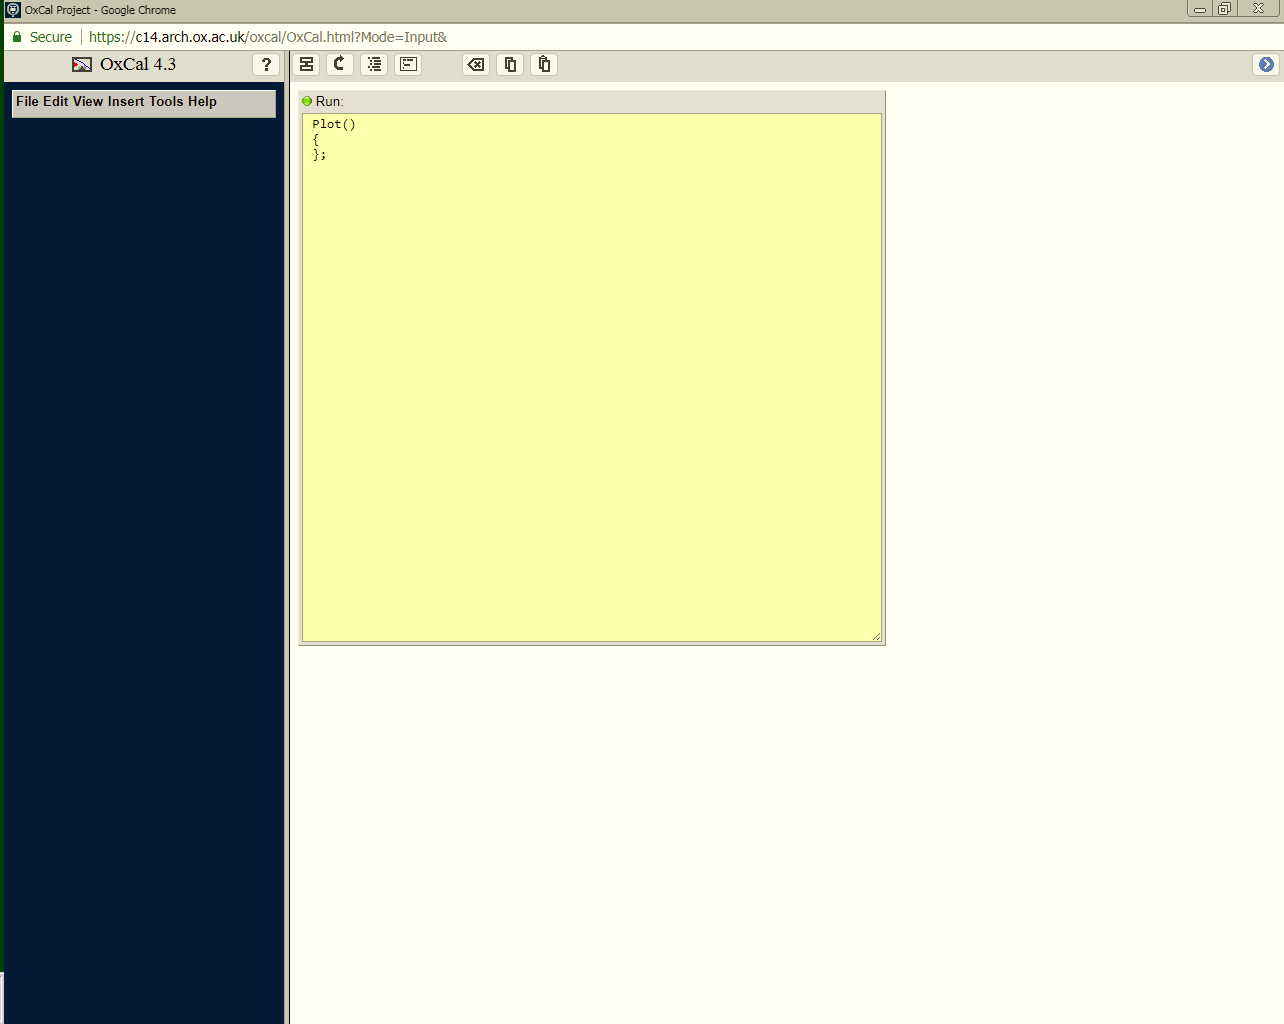 OxCal Project - Google Chrome
Secure https://c14.arch.ox.ac.uk/oxcal/OxCal.html?Mode=Input&
OxCal 4.3 ?
File Edit View Insert Tools Help
Run:
Plot()
{
};